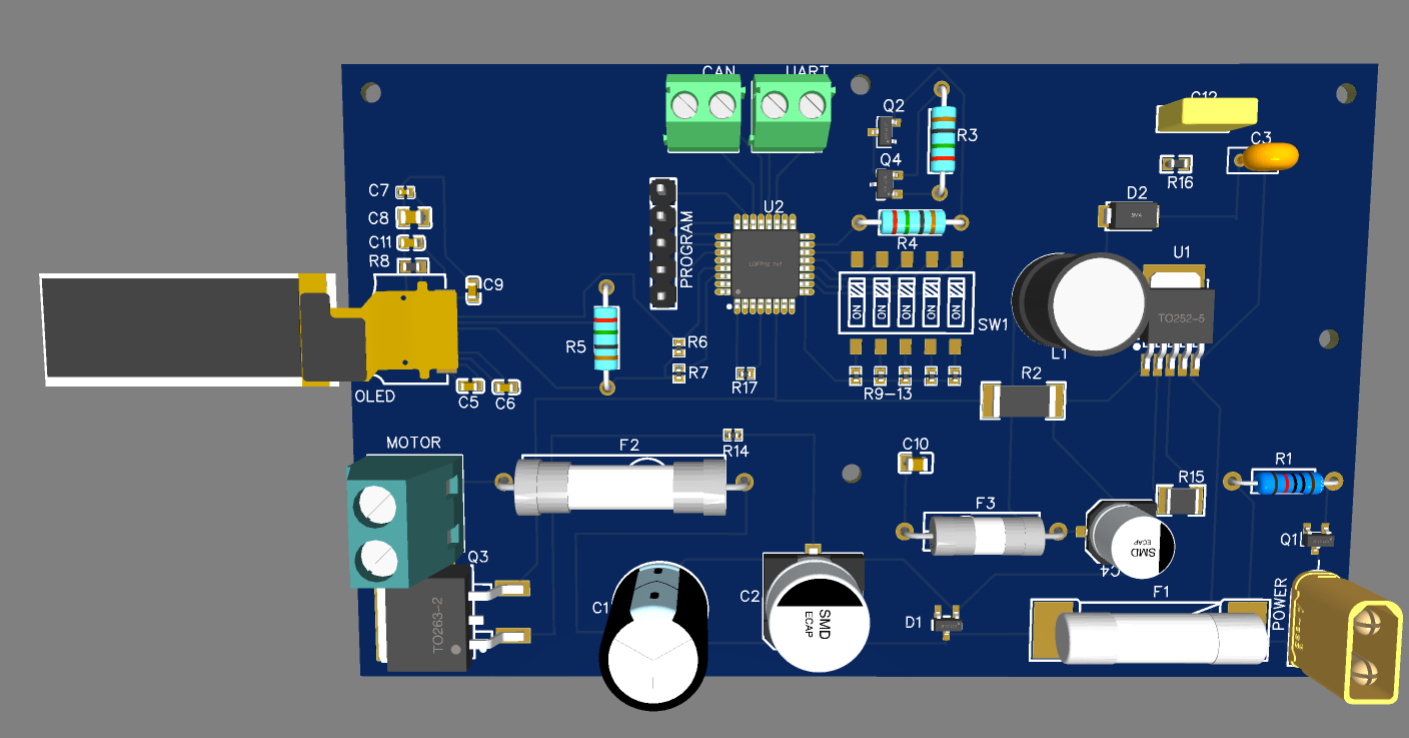 CAN
UART
Q2
C12
R3
C3
Q4
R16
C7
D2
U2
C8
PROGRAM
R4
C11
U1
R8
C9
ON
ON
ON
ON
ON
SW1
TO252-5
R5
R6
L1
R7
R2
R17
R9-13
OLED
C5
C6
MOTOR
F2
C10
R14
R1
R15
F3
Q1
SMD
ECAP
C4
Q3
F1
POWER
C1
C2
SMD
ECAP
D1
TO263-2